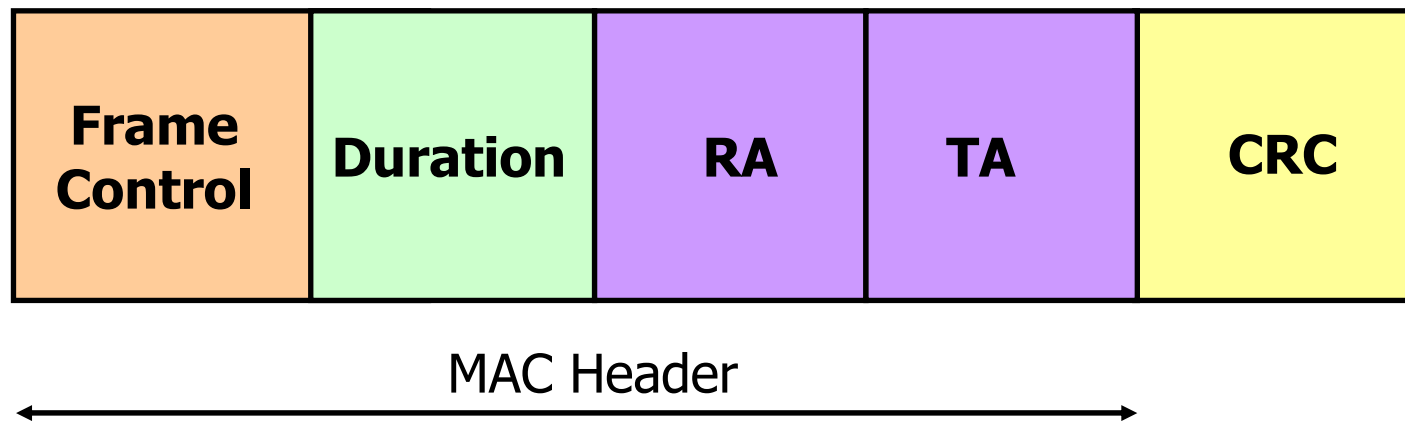 Frame
Control
Duration
RA
TA
CRC
MAC Header